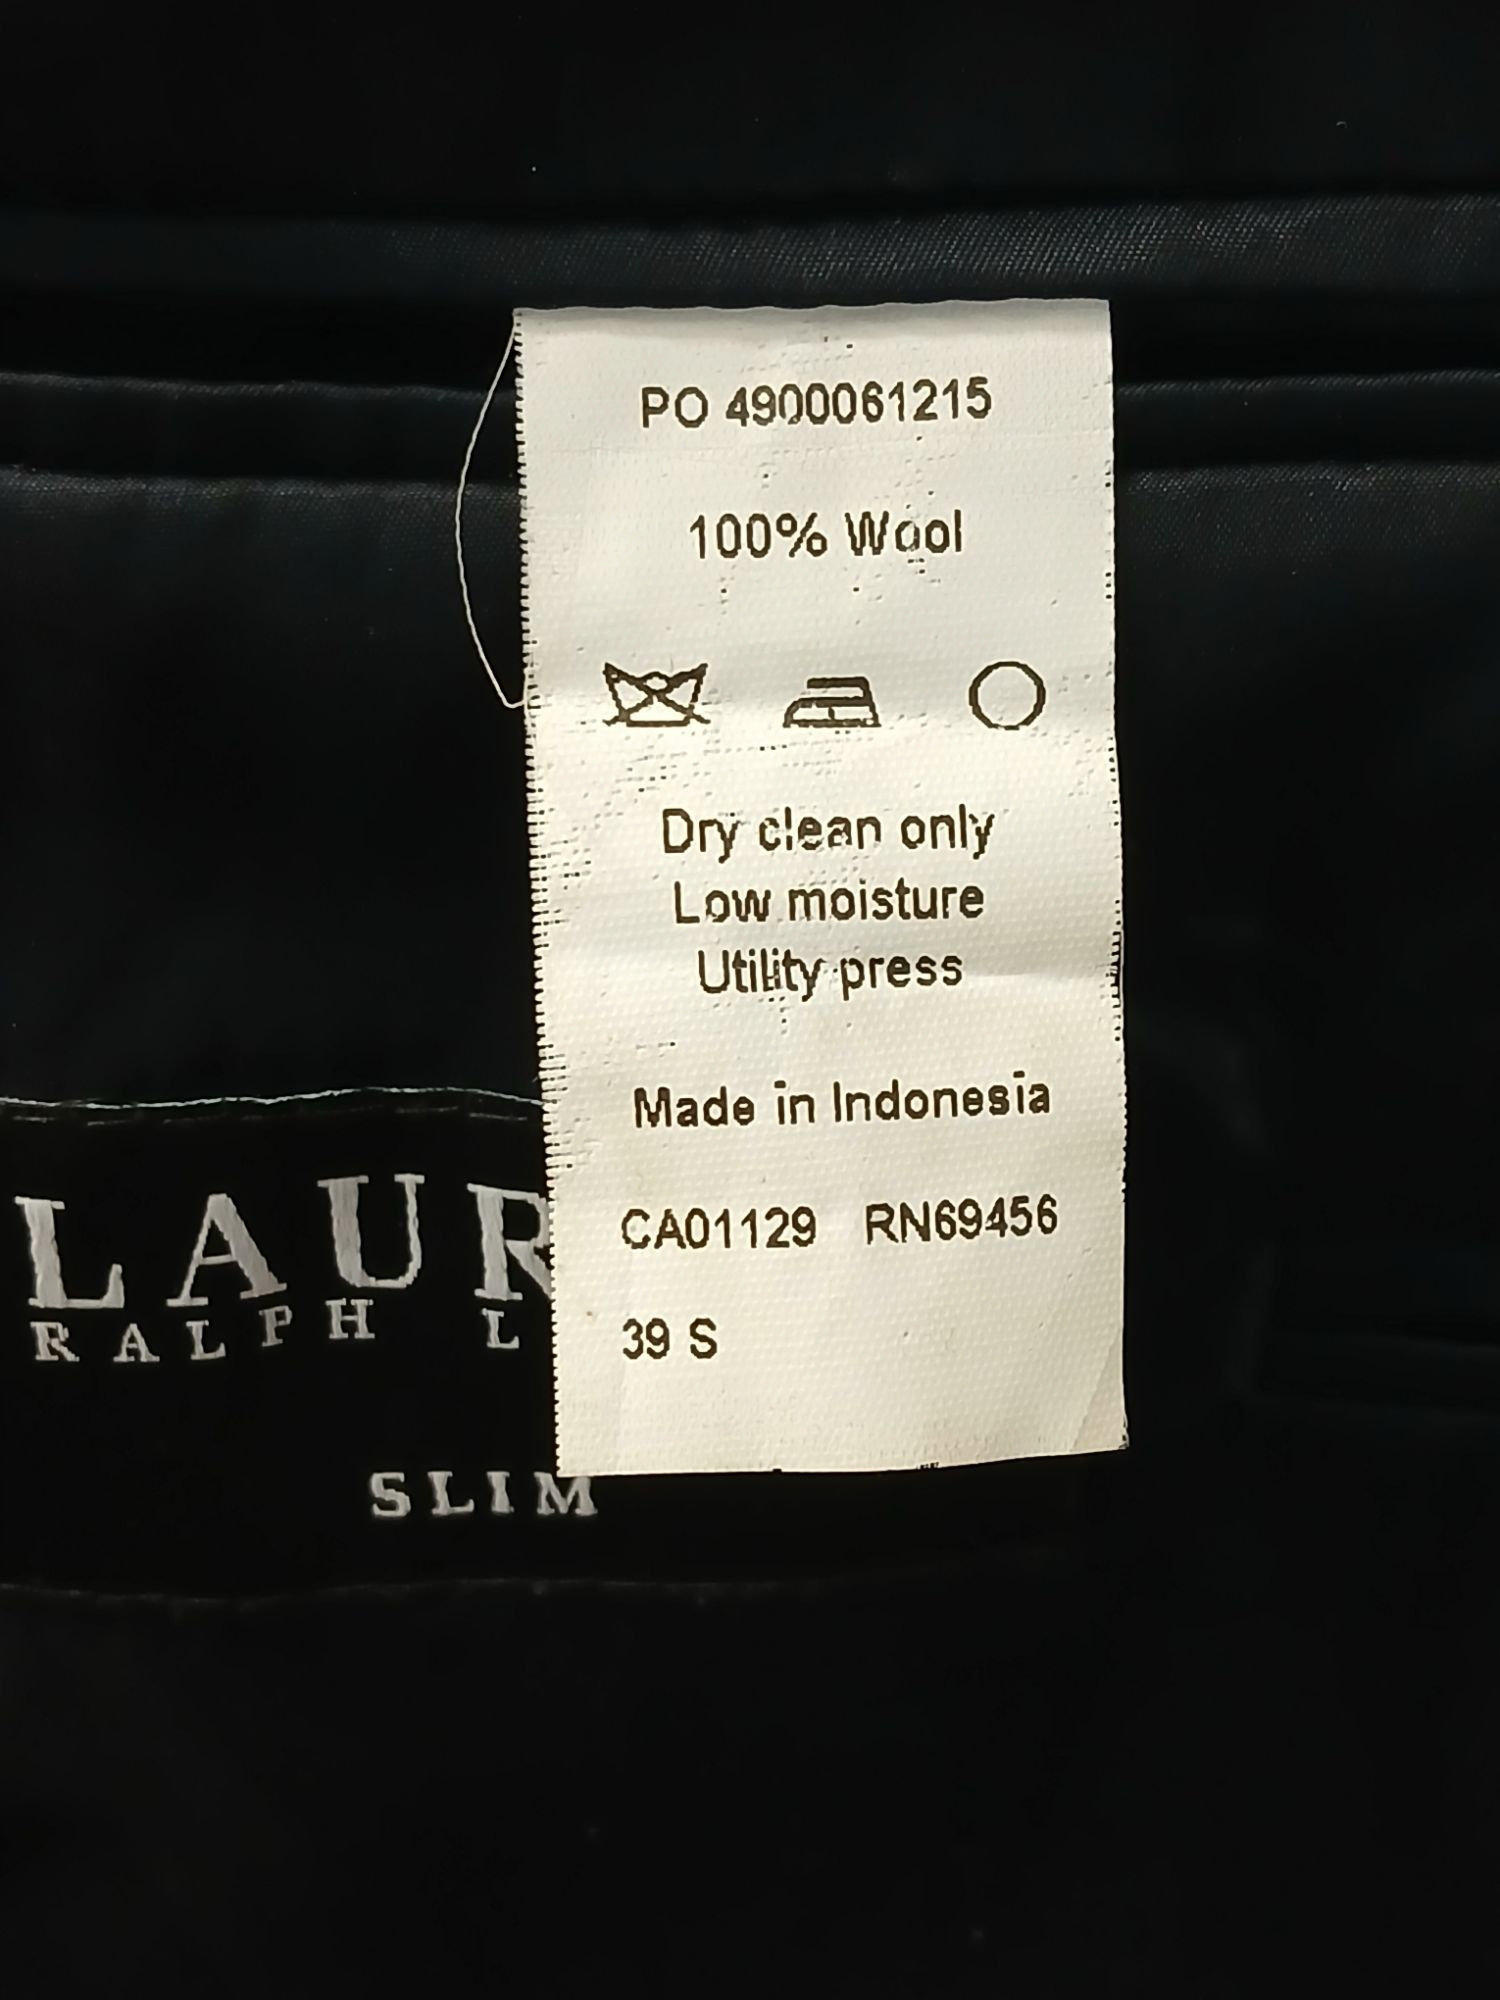 PO 4900061215
100% Wool
Dry clean only
Low moisture
Utility press
Made in Indonesia
CA01129 RN69456
39 S
LAUR
RALPH L
SLIM